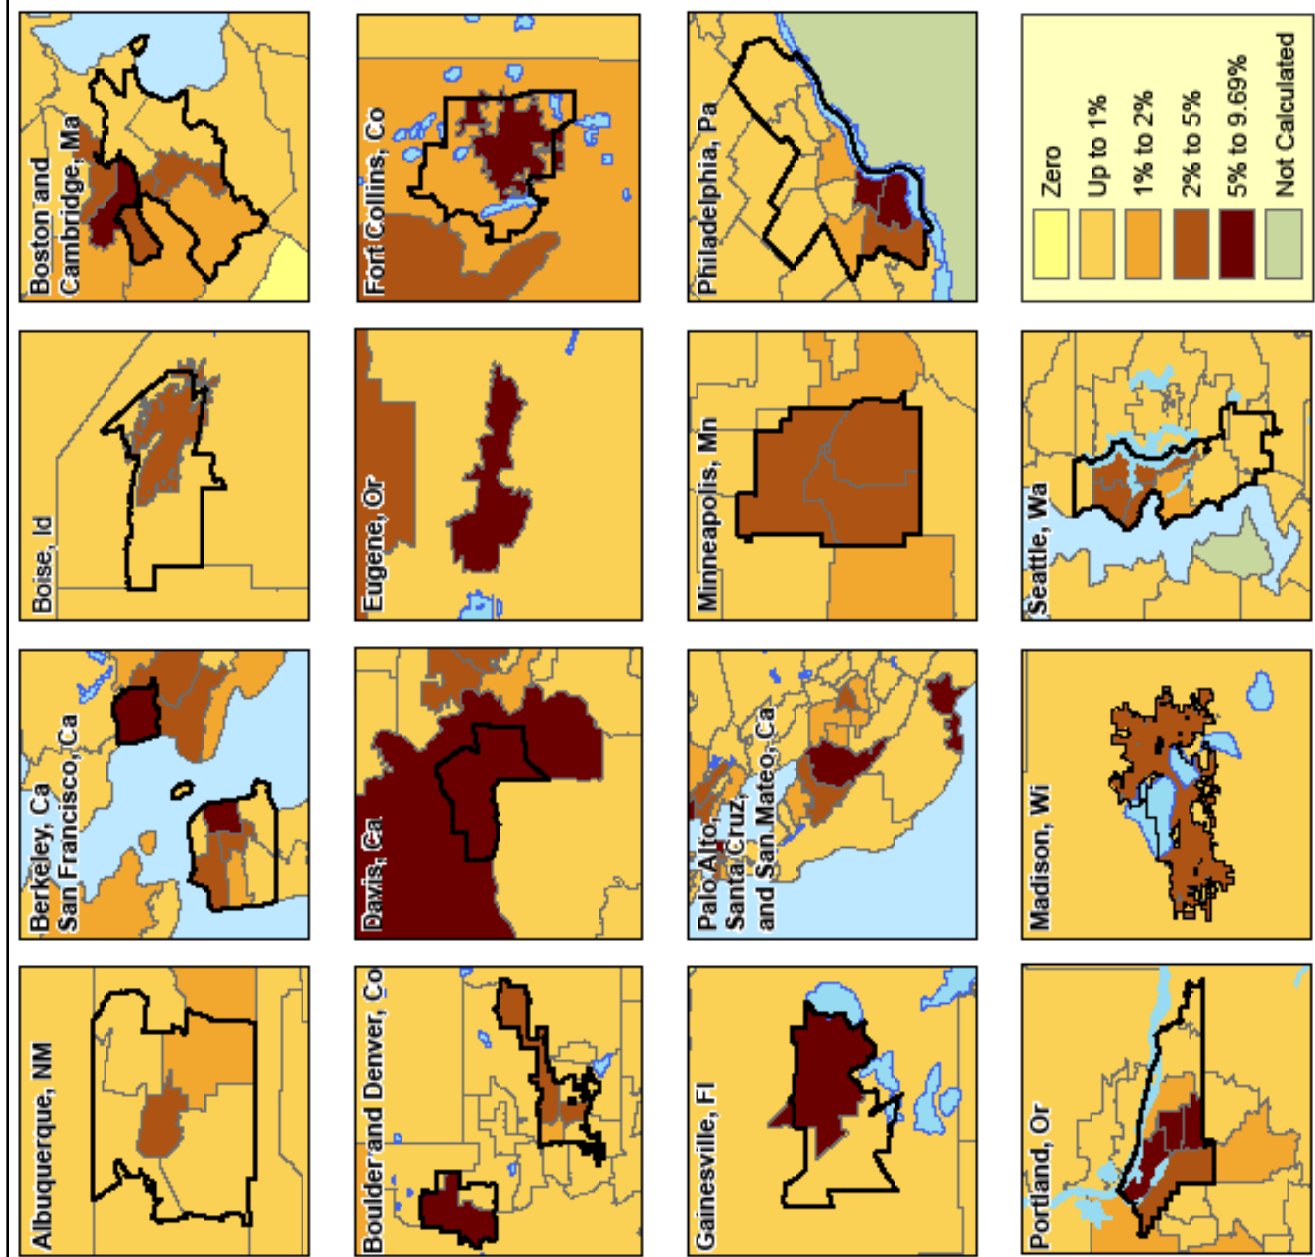 Albuquerque, NM
Berkeley, Ca
San Francisco, Ca
Boise, Id
Boston and
Cambridge, Ma
Boulder and Denver, Co
Davis, Ca
Eugene, Or
Fort Collins, Co
Gainesville, Fl
Palo Alto,
Santa Cruz,
and San Mateo, Ca
Minneapolis, Mn
Philadelphia, Pa
Portland, Or
Madison, Wi
Seattle, Wa
Zero
Up to 1%
1% to 2%
2% to 5%
5% to 9.69%
Not Calculated